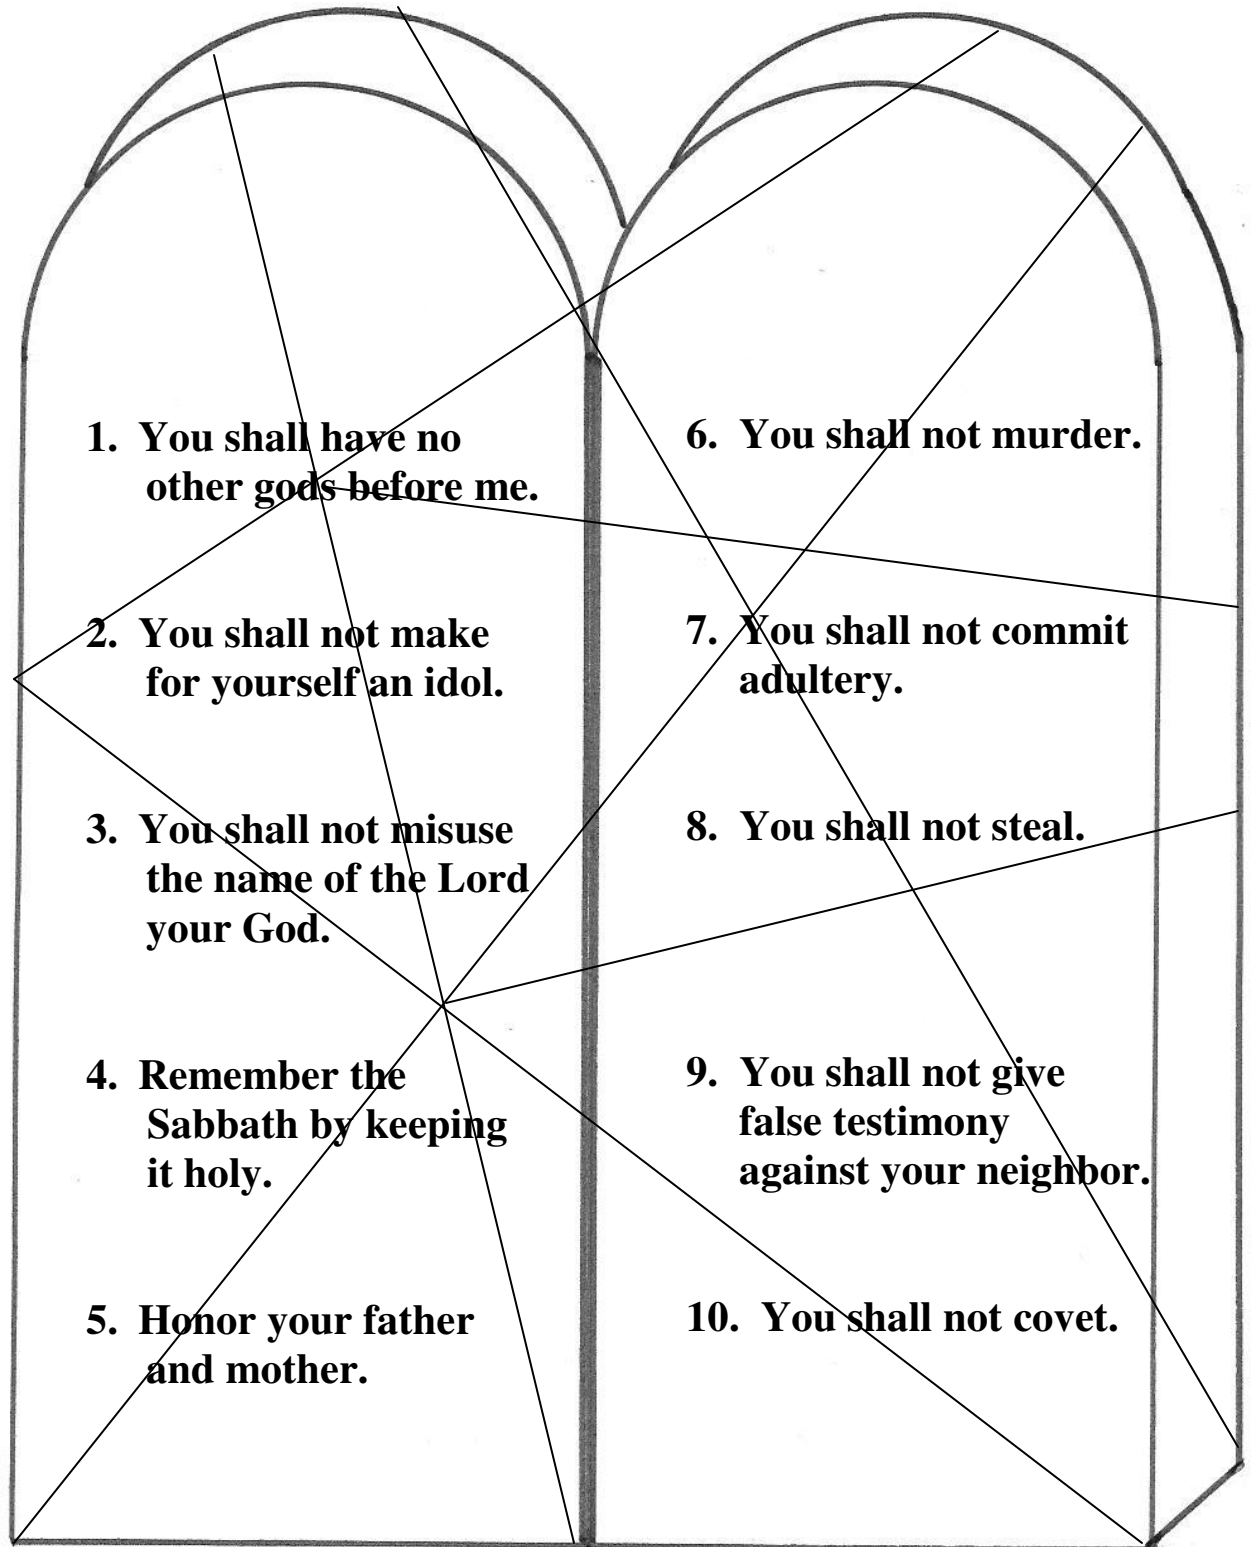 1. You shall have no
other gods before me.
2. You shall not make
for yourself an idol.
3. You shall not misuse
the name of the Lord
your God.
4. Remember the
Sabbath by keeping
it holy.
5. Honor your father
and mother.
6. You shall not murder.
7. You shall not commit
adultery.
8. You shall not steal.
9. You shall not give
false testimony
against your neighbor.
10. You shall not covet.